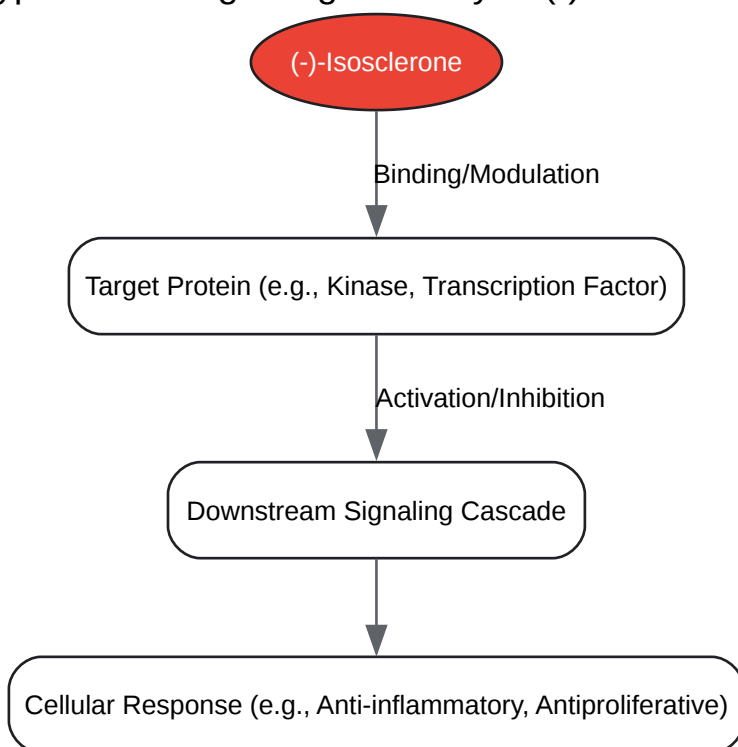 (-)-Isosclerone
Binding/Modulation
Target Protein (e.g., Kinase, Transcription Factor)
Activation/Inhibition
Downstream Signaling Cascade
Cellular Response (e.g., Anti-inflammatory, Antiproliferative)